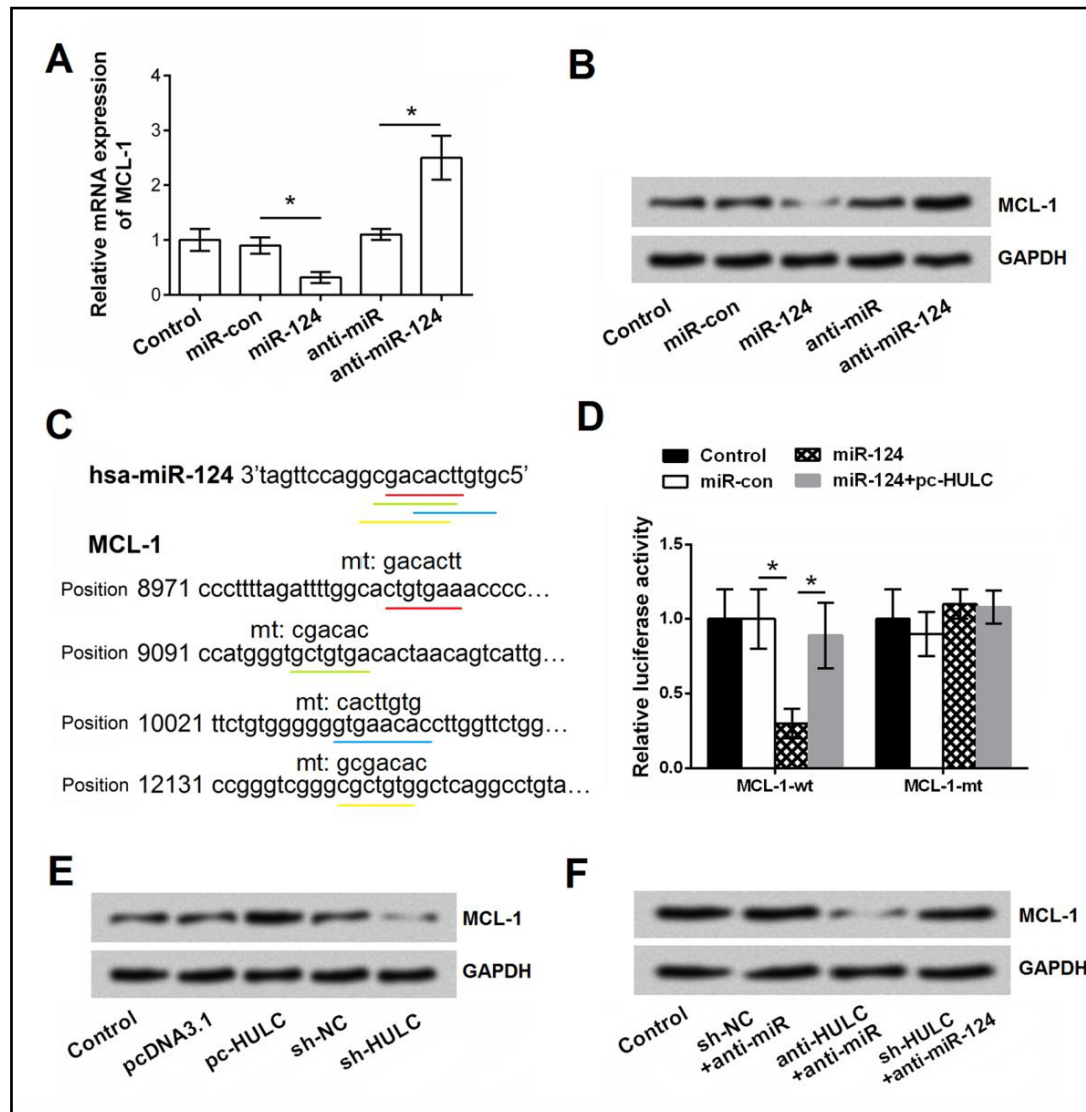 A
Relative mRNA expression
of MCL-1
4
3
2
1
0
*
*
Control
miR-con
miR-124
anti-miR
anti-miR-124
B
MCL-1
GAPDH
Control
miR-con
miR-124
anti-miR
anti-miR-124
C
hsa-miR-124 3'tagttccaggcgacacttgtgc5'
MCL-1
mt: gacactt
Position 8971 cccttttagattttggcactgtgaaacccc...
mt: cgacac
Position 9091 ccatgggtgctgtgacactaacagtcattg...
mt: cacttgtg
Position 10021 ttctgtggggggtgaacaccttggttctgg...
mt: gcgacac
Position 12131 ccgggtcgggcgctgtggctcaggcctgta...
D
Control
miR-124
miR-con
miR-124+pc-HULC
Relative luciferase activity
1.5
1.0
0.5
0.0
*
*
MCL-1-wt
MCL-1-mt
E
MCL-1
GAPDH
Control
pcDNA3.1
pc-HULC
sh-NC
sh-HULC
F
MCL-1
GAPDH
Control
sh-NC
+anti-miR
anti-HULC
+anti-miR
sh-HULC
+anti-miR-124